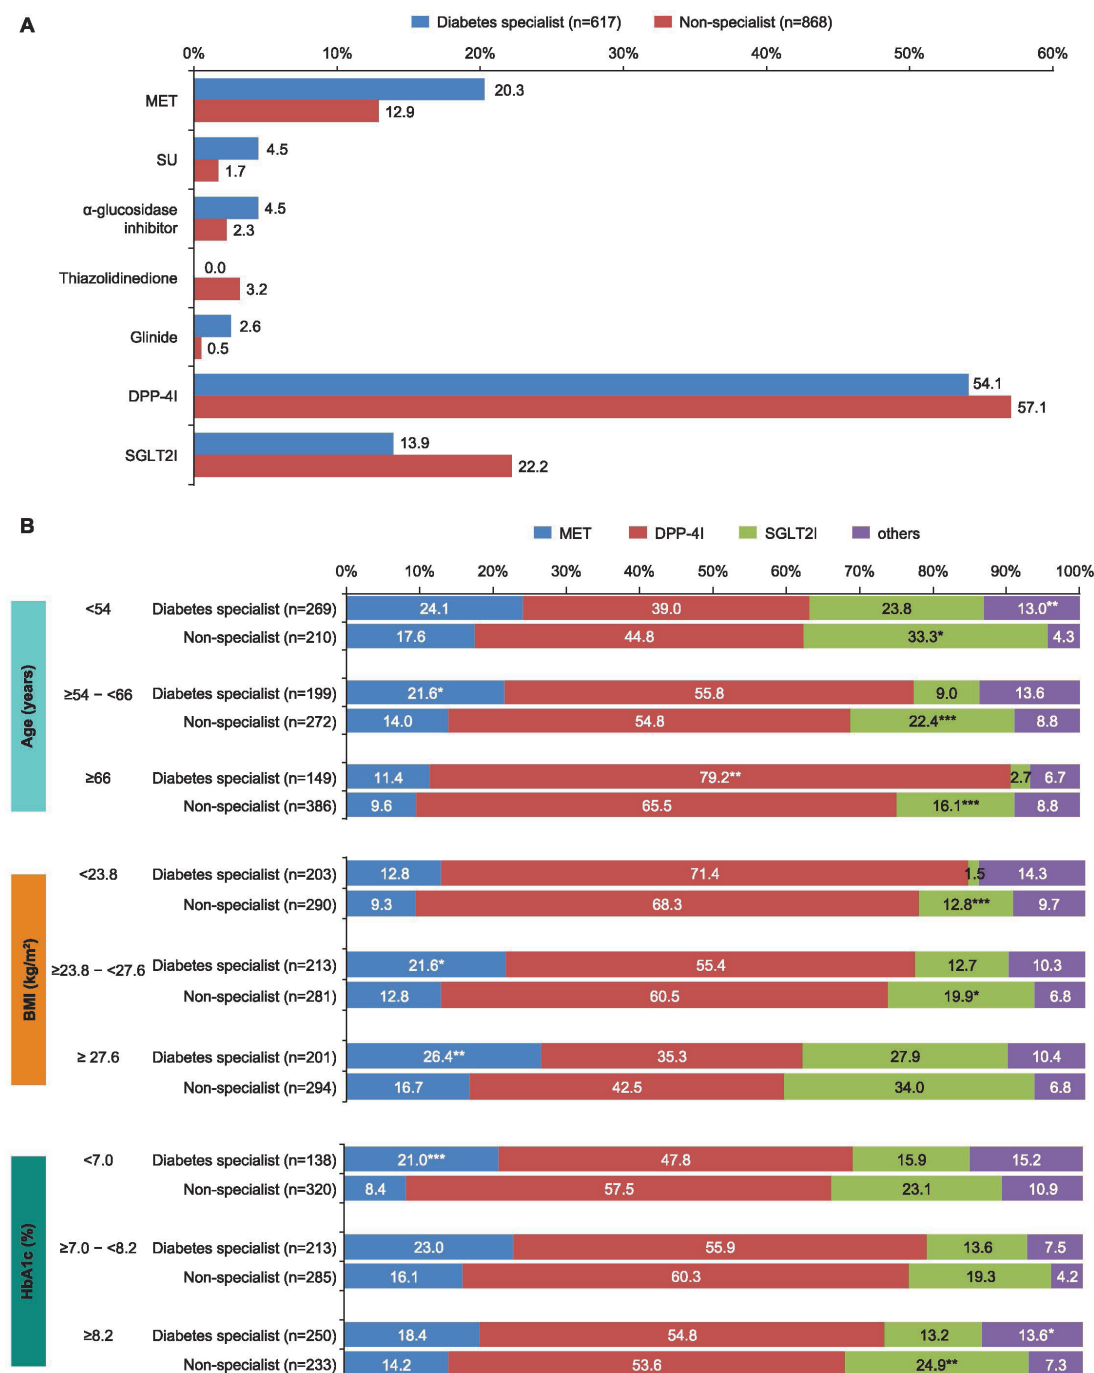 A
Diabetes specialist (n=617) Non-specialist (n=868)
0% 10% 20% 30% 40% 50% 60%
MET 20.3
12.9
SU 4.5
1.7
α-glucosidase
inhibitor
4.5
2.3
Thiazolidinedione 0.0
3.2
Glinide 2.6
0.5
DPP-4I 54.1
57.1
SGLT2I 13.9
22.2
B
MET DPP-4I SGLT2I others
0% 10% 20% 30% 40% 50% 60% 70% 80% 90% 100%
Age (years)
<54 Diabetes specialist (n=269) 24.1 39.0 23.8 13.0**
Non-specialist (n=210) 17.6 44.8 33.3* 4.3
≥54 – <66 Diabetes specialist (n=199) 21.6* 55.8 9.0 13.6
Non-specialist (n=272) 14.0 54.8 22.4*** 8.8
≥66 Diabetes specialist (n=149) 11.4 79.2** 2.7 6.7
Non-specialist (n=386) 9.6 65.5 16.1*** 8.8
BMI (kg/m²)
<23.8 Diabetes specialist (n=203) 12.8 71.4 1.5 14.3
Non-specialist (n=290) 9.3 68.3 12.8*** 9.7
≥23.8 – <27.6 Diabetes specialist (n=213) 21.6* 55.4 12.7 10.3
Non-specialist (n=281) 12.8 60.5 19.9* 6.8
≥ 27.6 Diabetes specialist (n=201) 26.4** 35.3 27.9 10.4
Non-specialist (n=294) 16.7 42.5 34.0 6.8
HbA1c (%)
<7.0 Diabetes specialist (n=138) 21.0*** 47.8 15.9 15.2
Non-specialist (n=320) 8.4 57.5 23.1 10.9
≥7.0 – <8.2 Diabetes specialist (n=213) 23.0 55.9 13.6 7.5
Non-specialist (n=285) 16.1 60.3 19.3 4.2
≥8.2 Diabetes specialist (n=250) 18.4 54.8 13.2 13.6*
Non-specialist (n=233) 14.2 53.6 24.9** 7.3